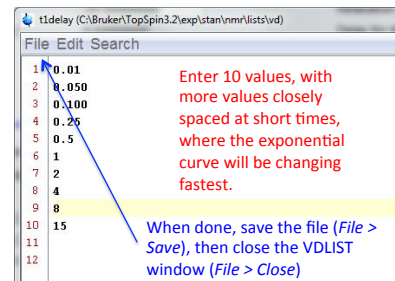 t1delay (C:\Bruker\TopSpin3.2\exp\stan\nmr\lists\vd)
File Edit Search
1 0.01
2 0.050
3 0.100
4 0.25
5 0.5
6 1
7 2
8 4
9 8
10 15
11
12
Enter 10 values, with
more values closely
spaced at short times,
where the exponential
curve will be changing
fastest.
When done, save the file (File >
Save), then close the VDLIST
window (File > Close)